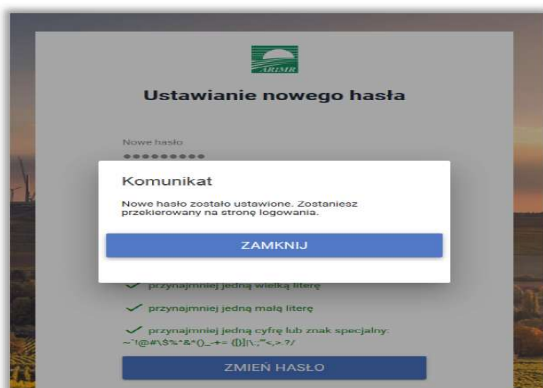 ARIMR
Ustawianie nowego hasła
Nowe hasło
Komunikat
Nowe hasło zostało ustawione. Zostaniesz
przekierowany na stronę logowania.
ZAMKNIJ
przynajmniej jedną wielką literę
przynajmniej jedną małą literę
przynajmniej jedną cyfrę lub znak specjalny:
ZMIEŃ HASŁO